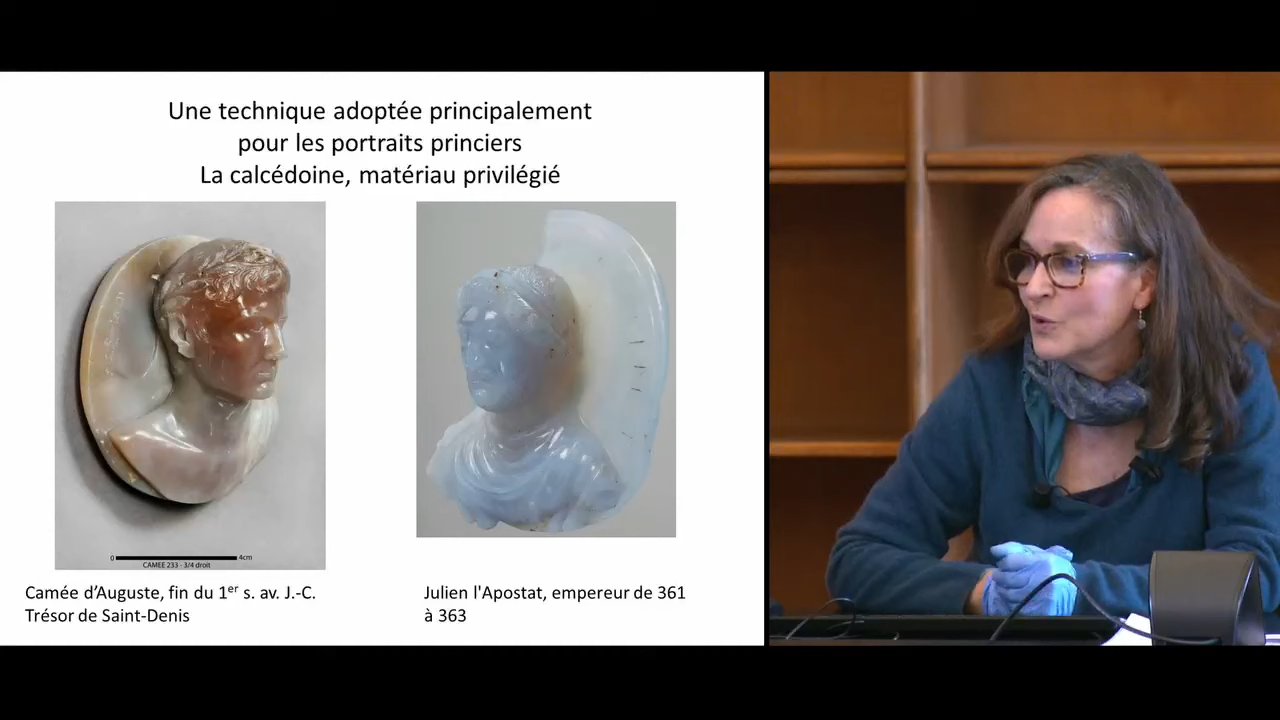 Une technique adoptée principalement
pour les portraits princiers
La calcédoine, matériau privilégié
0 4cm
CAMEE 233 - 3/4 droit
Camée d’Auguste, fin du 1er s. av. J.-C.
Trésor de Saint-Denis
Julien l'Apostat, empereur de 361
à 363